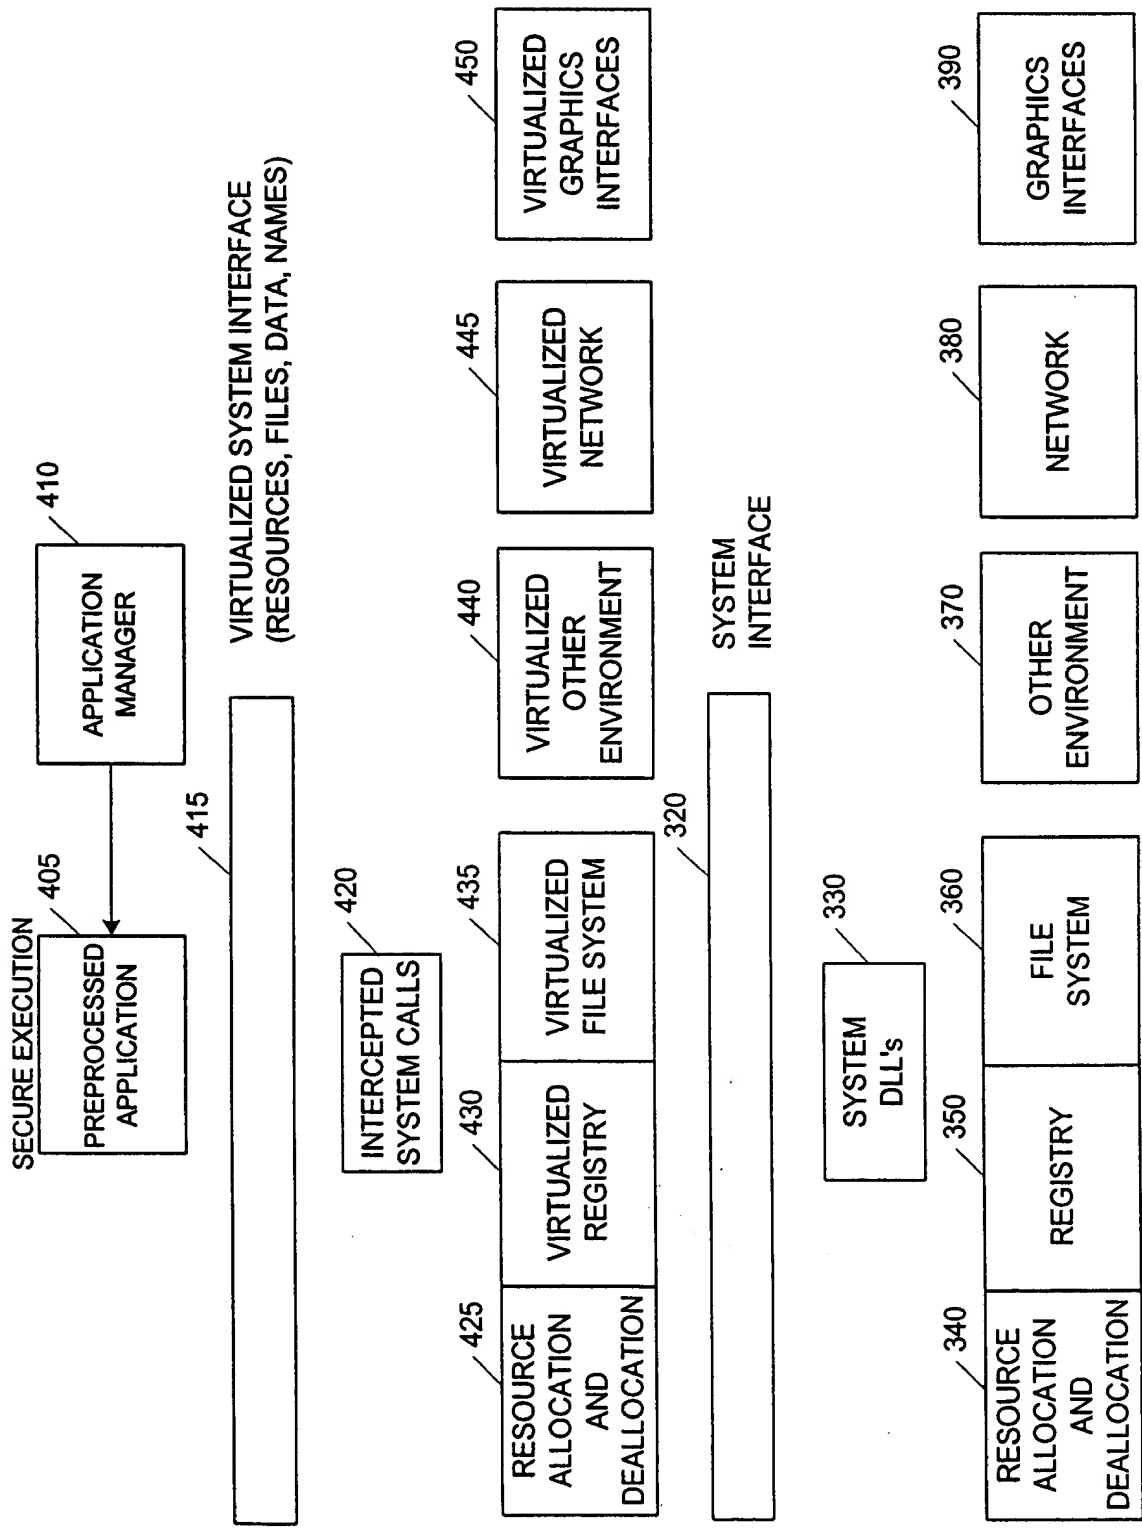 SECURE EXECUTION
405
PREPROCESSED
APPLICATION
410
APPLICATION
MANAGER
415
VIRTUALIZED SYSTEM INTERFACE
(RESOURCES, FILES, DATA, NAMES)
420
INTERCEPTED
SYSTEM CALLS
425
RESOURCE
ALLOCATION
AND
DEALLOCATION
430
VIRTUALIZED
REGISTRY
435
VIRTUALIZED
FILE SYSTEM
440
VIRTUALIZED
OTHER
ENVIRONMENT
445
VIRTUALIZED
NETWORK
450
VIRTUALIZED
GRAPHICS
INTERFACES
320
SYSTEM
INTERFACE
330
SYSTEM
DLL's
340
RESOURCE
ALLOCATION
AND
DEALLOCATION
350
REGISTRY
360
FILE
SYSTEM
370
OTHER
ENVIRONMENT
380
NETWORK
390
GRAPHICS
INTERFACES